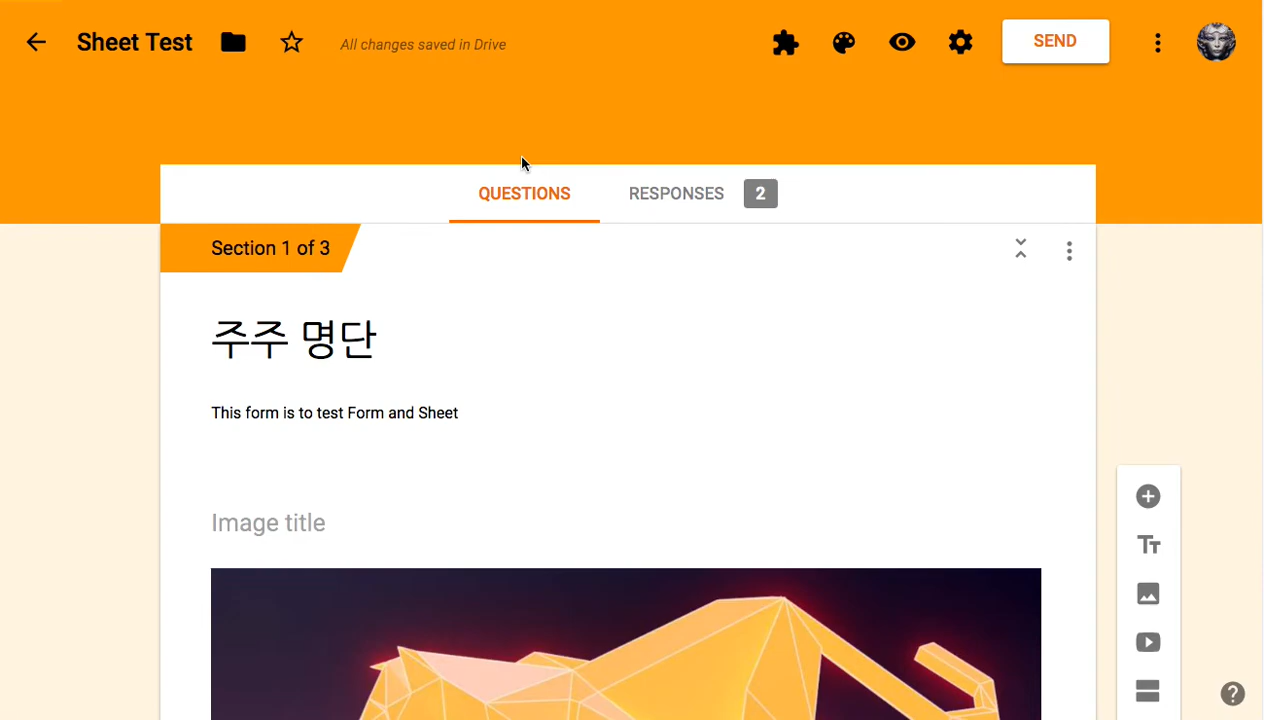 Sheet Test
All changes saved in Drive
SEND
QUESTIONS
RESPONSES 2
Section 1 of 3
주주 명단
This form is to test Form and Sheet
Image title